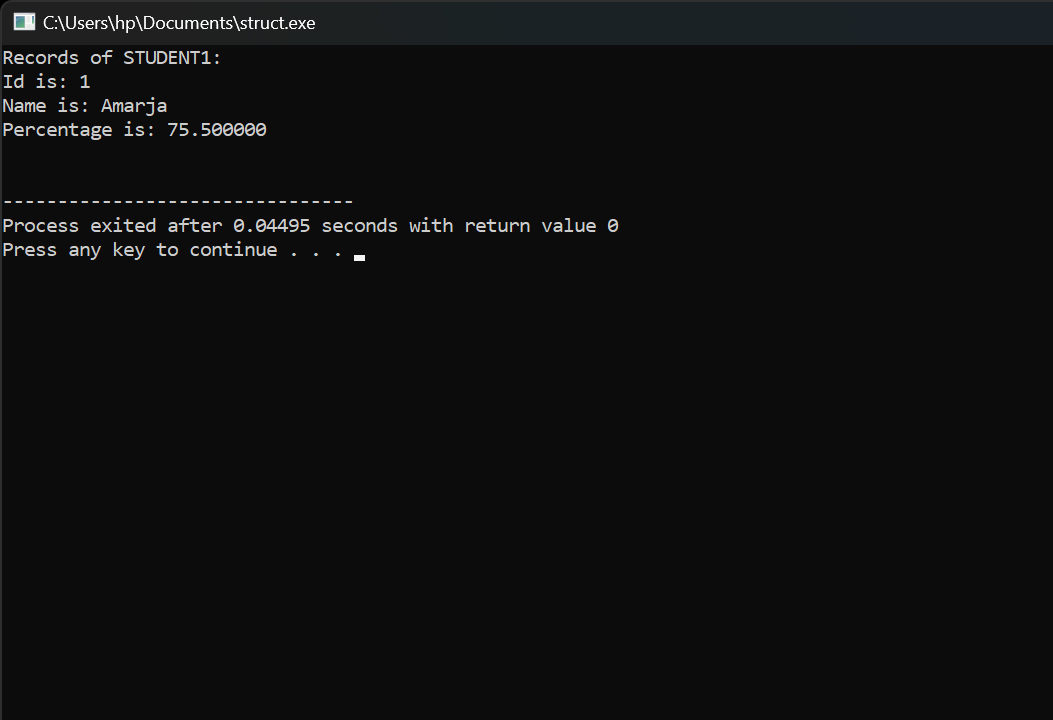 C:\Users\hp\Documents\struct.exe
Records of STUDENT1:
Id is: 1
Name is: Amarja
Percentage is: 75.500000
--------------------------------
Process exited after 0.04495 seconds with return value 0
Press any key to continue . . .